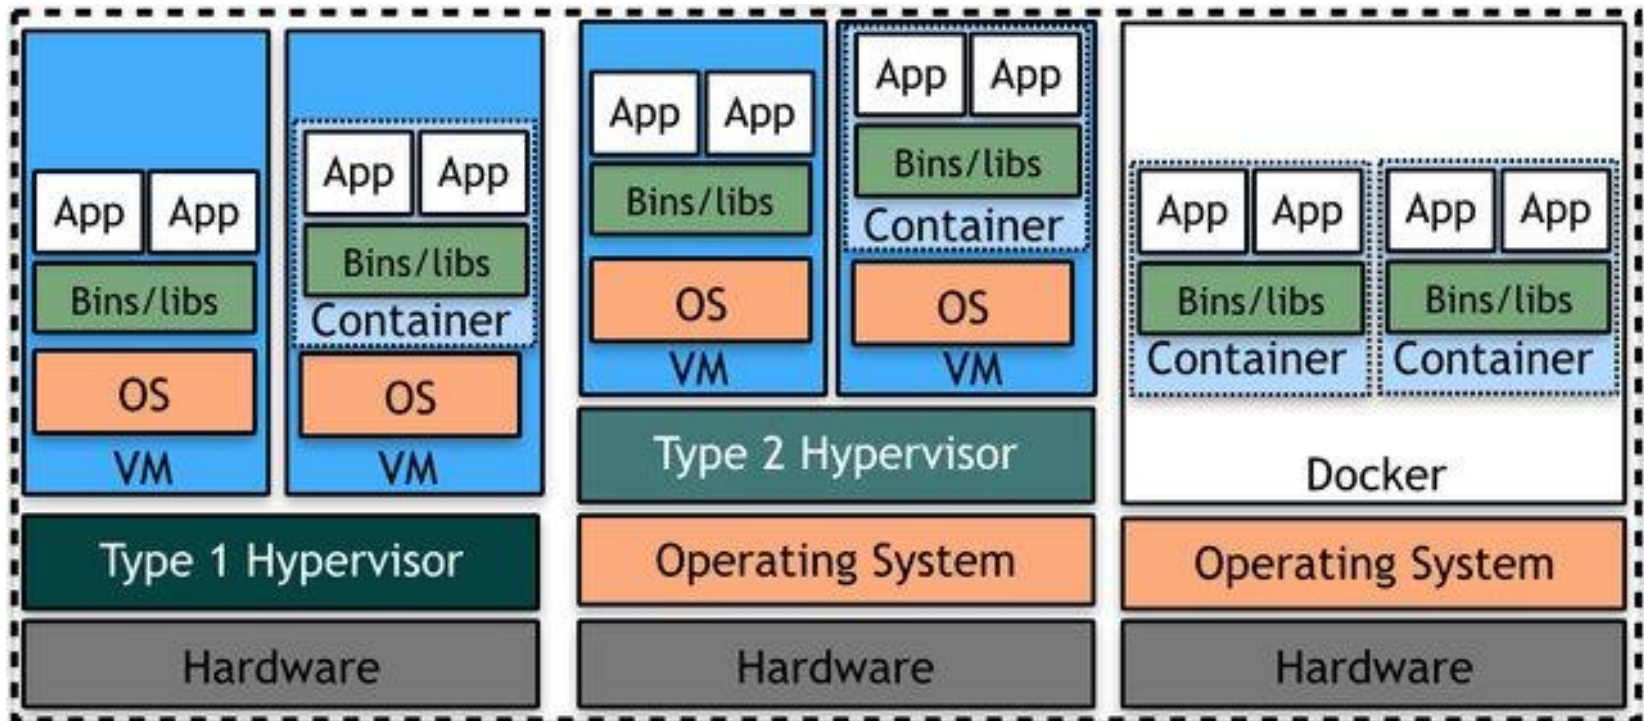 App App
Bins/libs
OS
VM
App App
Bins/libs
Container
OS
VM
Type 1 Hypervisor
Hardware
App App
Bins/libs
OS
VM
App App
Bins/libs
Container
OS
VM
Type 2 Hypervisor
Operating System
Hardware
App App
Bins/libs
Container
App App
Bins/libs
Container
Docker
Operating System
Hardware